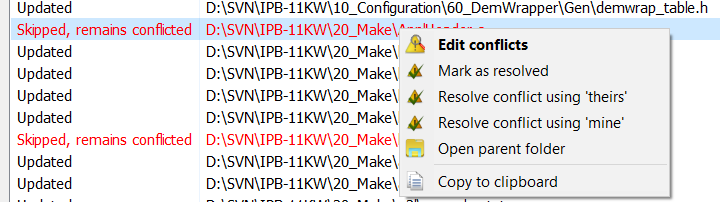 Updated D:\SVN\IPB-11KW\10_Configuration\60_DemWrapper\Gen\demwrap_table.h
Skipped, remains conflicted D:\SVN\IPB-11KW\20_Make\
Updated D:\SVN\IPB-11KW\20_Make\
Edit conflicts
Updated D:\SVN\IPB-11KW\20_Make\
Mark as resolved
Updated D:\SVN\IPB-11KW\20_Make\
Resolve conflict using 'theirs'
Updated D:\SVN\IPB-11KW\20_Make\
Resolve conflict using 'mine'
Skipped, remains conflicted D:\SVN\IPB-11KW\20_Make\
Open parent folder
Updated D:\SVN\IPB-11KW\20_Make\
Updated D:\SVN\IPB-11KW\20_Make\
Copy to clipboard